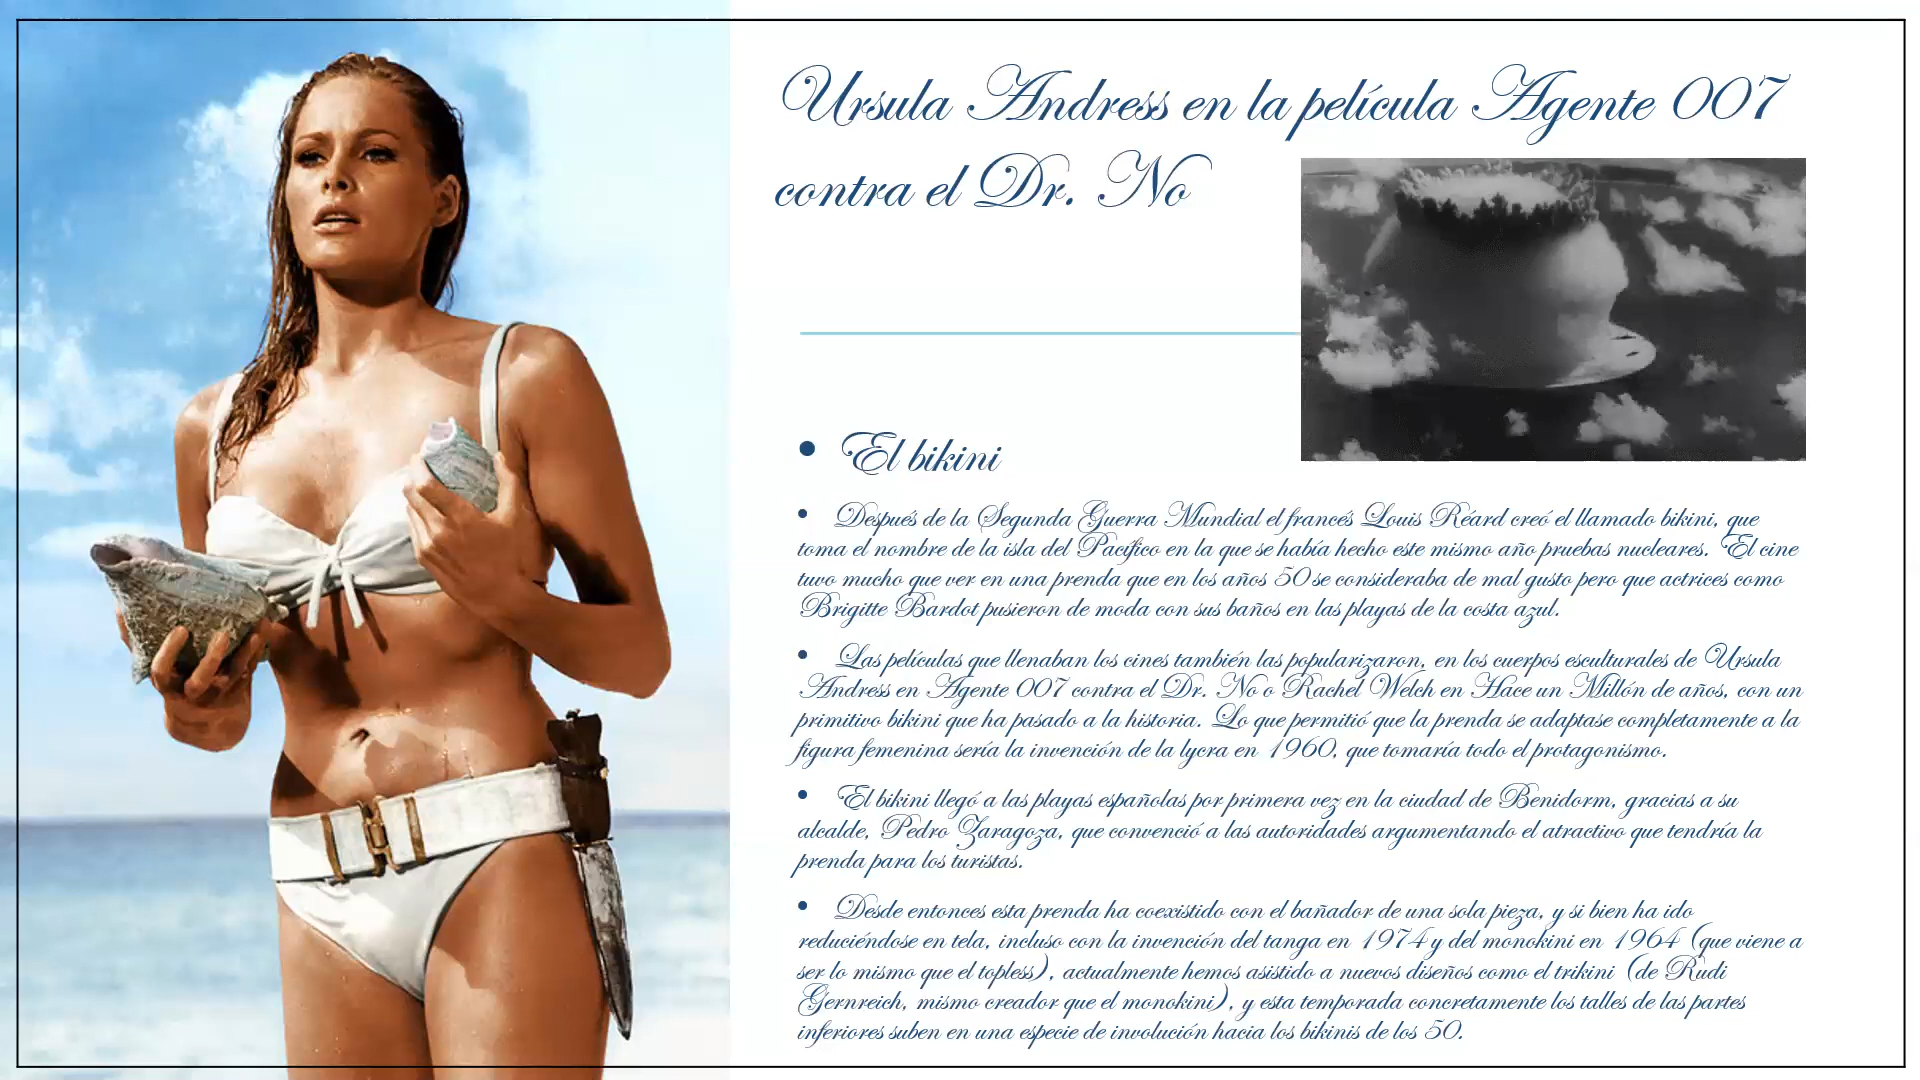 Ursula Andress en la película Agente 007
contra el Dr. No
• El bikini
• Después de la Segunda Guerra Mundial el francés Louis Réard creó el llamado bikini, que
toma el nombre de la isla del Pacífico en la que se había hecho este mismo año pruebas nucleares. El cine
tuvo mucho que ver en una prenda que en los años 50 se consideraba de mal gusto pero que actrices como
Brigitte Bardot pusieron de moda con sus baños en las playas de la costa azul.
• Las películas que llenaban los cines también las popularizaron, en los cuerpos esculturales de Ursula
Andress en Agente 007 contra el Dr. No o Rachel Welch en Hace un Millón de años, con un
primitivo bikini que ha pasado a la historia. Lo que permitió que la prenda se adaptase completamente a la
figura femenina sería la invención de la lycra en 1960, que tomaría todo el protagonismo.
• El bikini llegó a las playas españolas por primera vez en la ciudad de Benidorm, gracias a su
alcalde, Pedro Zaragoza, que convenció a las autoridades argumentando el atractivo que tendría la
prenda para los turistas.
• Desde entonces esta prenda ha coexistido con el bañador de una sola pieza, y si bien ha ido
reduciéndose en tela, incluso con la invención del tanga en 1974 y del monokini en 1964 (que viene a
ser lo mismo que el topless), actualmente hemos asistido a nuevos diseños como el trikini (de Rudi
Gernreich, mismo creador que el monokini), y esta temporada concretamente los talles de las partes
inferiores suben en una especie de involución hacia los bikinis de los 50.